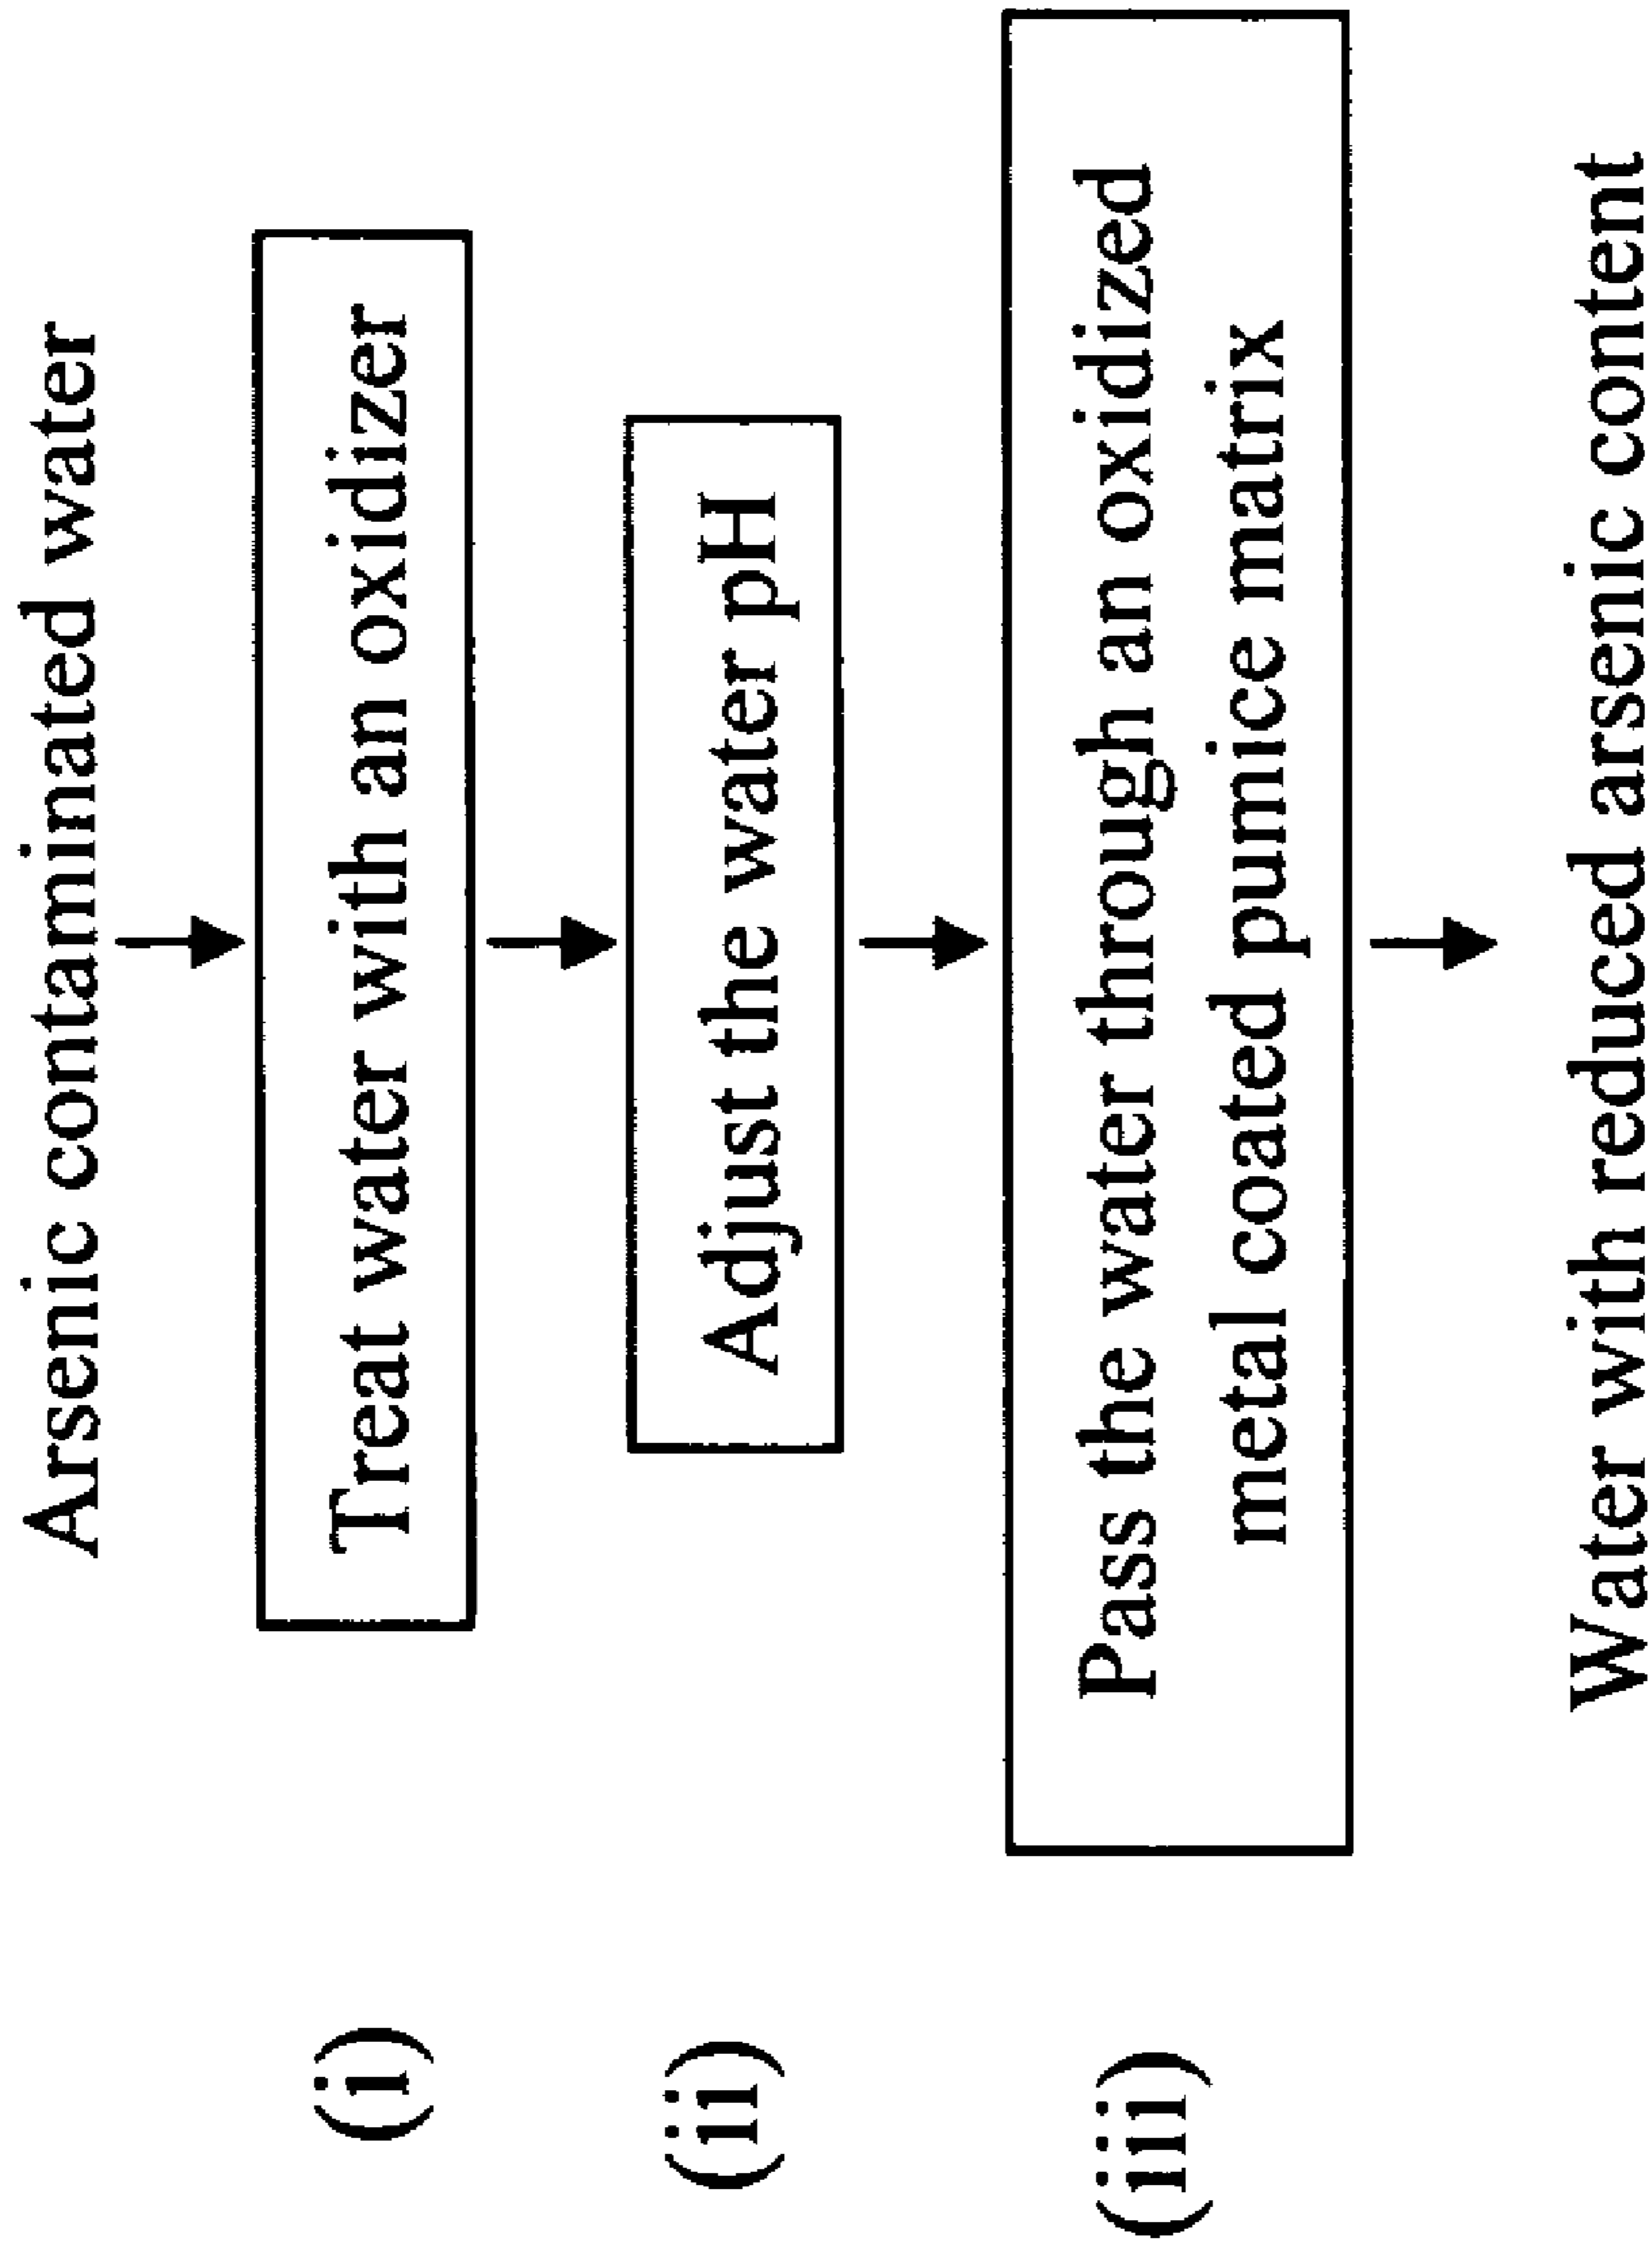 Arsenic contaminated water
(i) Treat water with an oxidizer
(ii) Adjust the water pH
(iii) Pass the water through an oxidized
metal coated pumice matrix
Water with reduced arsenic content